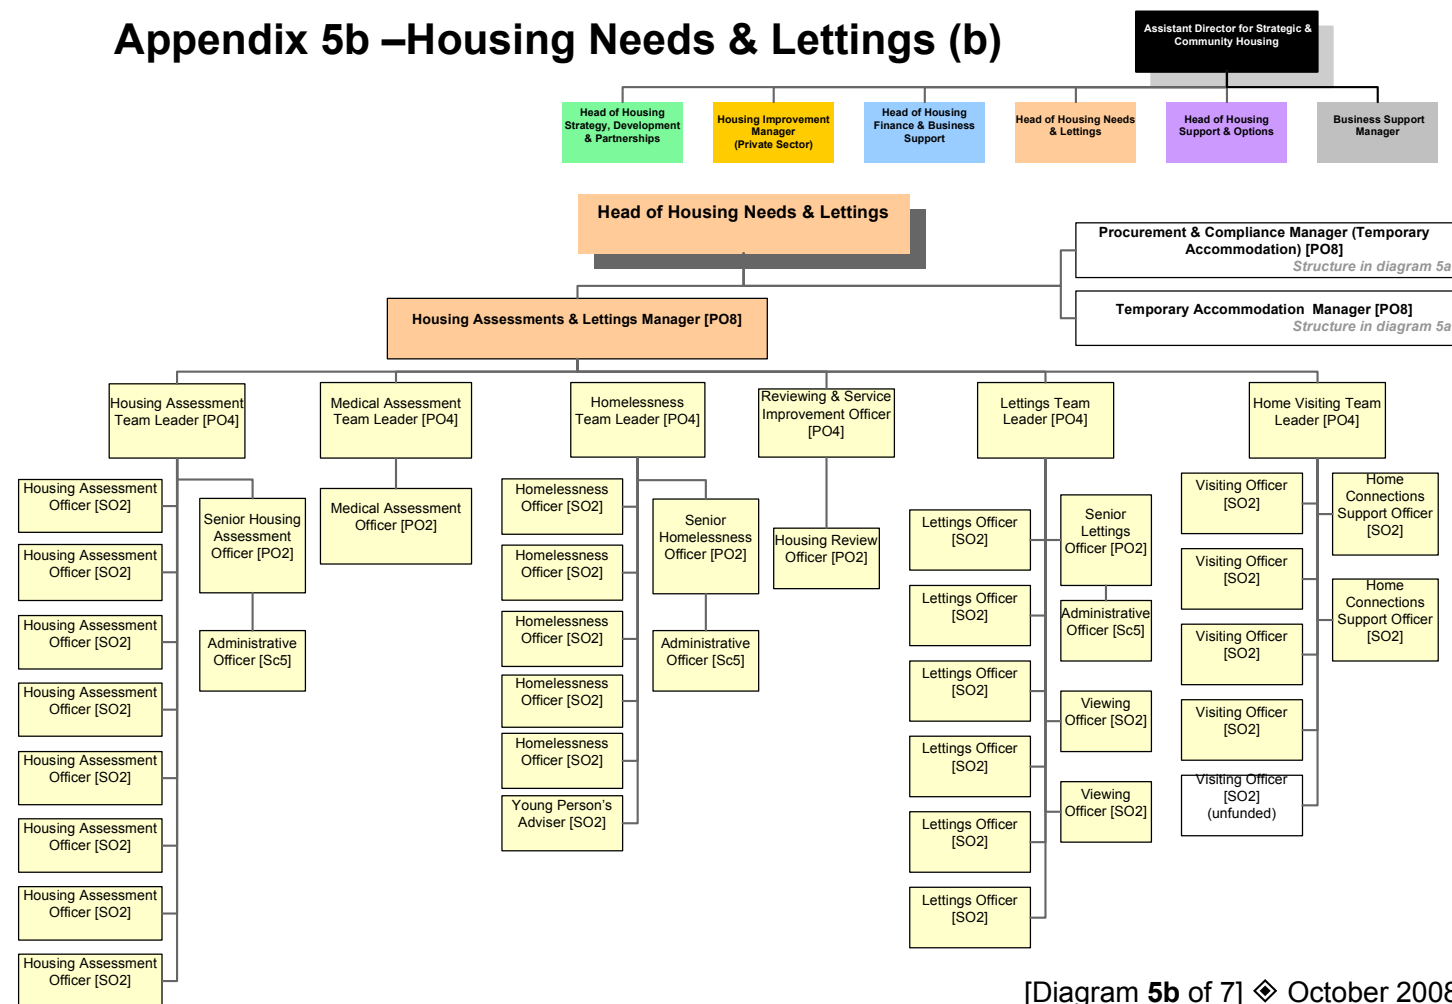 Appendix 5b –Housing Needs & Lettings (b)
Assistant Director for Strategic &
Community Housing
Head of Housing
Strategy, Development
& Partnerships
Housing Improvement
Manager
(Private Sector)
Head of Housing
Finance & Business
Support
Head of Housing Needs
& Lettings
Head of Housing
Support & Options
Business Support
Manager
Head of Housing Needs & Lettings
Procurement & Compliance Manager (Temporary
Accommodation) [PO8]
Structure in diagram 5a
Temporary Accommodation Manager [PO8]
Structure in diagram 5a
Housing Assessments & Lettings Manager [PO8]
Housing Assessment
Team Leader [PO4]
Housing Assessment
Officer [SO2]
Housing Assessment
Officer [SO2]
Housing Assessment
Officer [SO2]
Housing Assessment
Officer [SO2]
Housing Assessment
Officer [SO2]
Housing Assessment
Officer [SO2]
Housing Assessment
Officer [SO2]
Housing Assessment
Officer [SO2]
Senior Housing
Assessment
Officer [PO2]
Administrative
Officer [Sc5]
Medical Assessment
Team Leader [PO4]
Medical Assessment
Officer [PO2]
Homelessness
Team Leader [PO4]
Homelessness
Officer [SO2]
Homelessness
Officer [SO2]
Homelessness
Officer [SO2]
Homelessness
Officer [SO2]
Homelessness
Officer [SO2]
Young Person's
Adviser [SO2]
Senior
Homelessness
Officer [PO2]
Administrative
Officer [Sc5]
Reviewing & Service
Improvement Officer
[PO4]
Housing Review
Officer [PO2]
Lettings Team
Leader [PO4]
Lettings Officer
[SO2]
Lettings Officer
[SO2]
Lettings Officer
[SO2]
Lettings Officer
[SO2]
Lettings Officer
[SO2]
Lettings Officer
[SO2]
Senior
Lettings
Officer [PO2]
Administrative
Officer [Sc5]
Viewing
Officer [SO2]
Viewing
Officer [SO2]
Home Visiting Team
Leader [PO4]
Visiting Officer
[SO2]
Visiting Officer
[SO2]
Visiting Officer
[SO2]
Visiting Officer
[SO2]
Visiting Officer
[SO2]
(unfunded)
Home
Connections
Support Officer
[SO2]
Home
Connections
Support Officer
[SO2]
[Diagram 5b of 7] ◈ October 2008